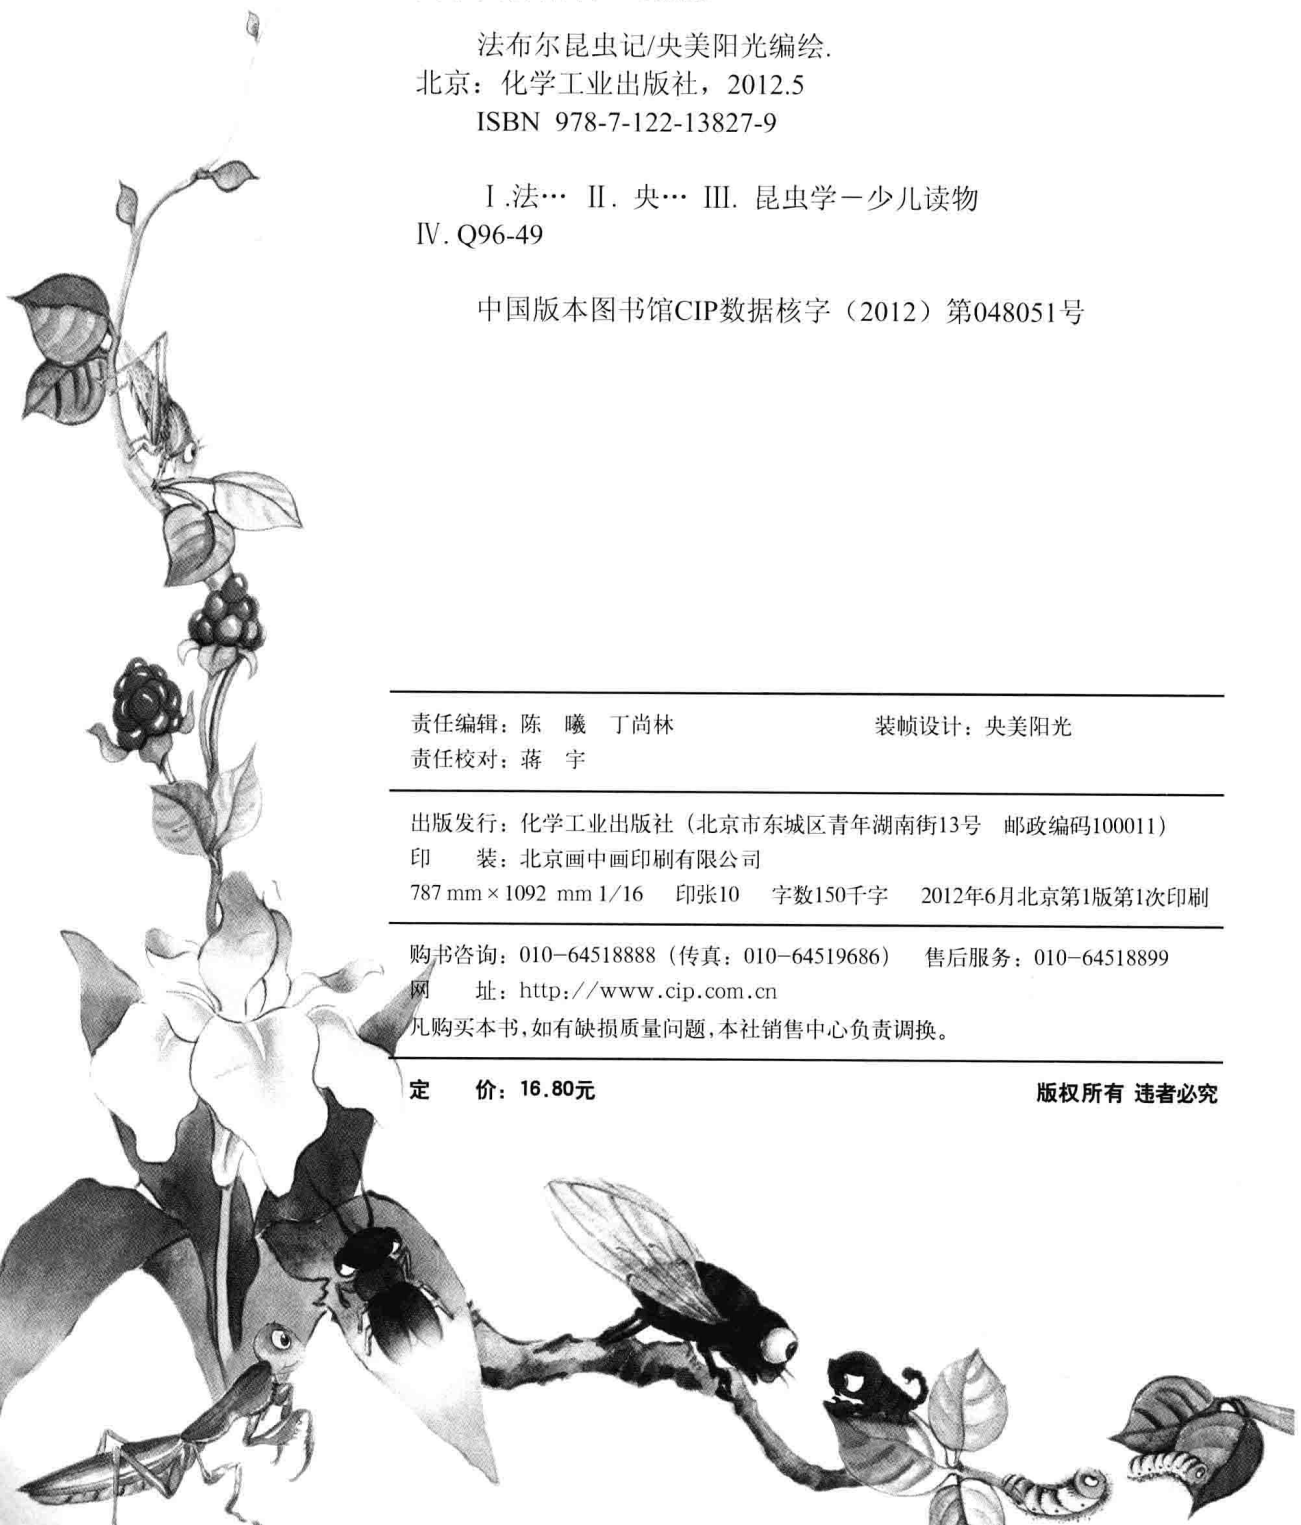 法布尔昆虫记/央美阳光编绘.
北京：化学工业出版社，2012.5
ISBN 978-7-122-13827-9
Ⅰ.法… Ⅱ. 央… Ⅲ. 昆虫学－少儿读物
Ⅳ. Q96-49
中国版本图书馆CIP数据核字（2012）第048051号
责任编辑：陈　曦　丁尚林　装帧设计：央美阳光
责任校对：蒋　宇
出版发行：化学工业出版社（北京市东城区青年湖南街13号　邮政编码100011）
印　　装：北京画中画印刷有限公司
787 mm×1092 mm 1/16　印张10　字数150千字　2012年6月北京第1版第1次印刷
购书咨询：010-64518888（传真：010-64519686）　售后服务：010-64518899
网　　址：http://www.cip.com.cn
凡购买本书，如有缺损质量问题，本社销售中心负责调换。
定　　价：16.80元　版权所有 违者必究